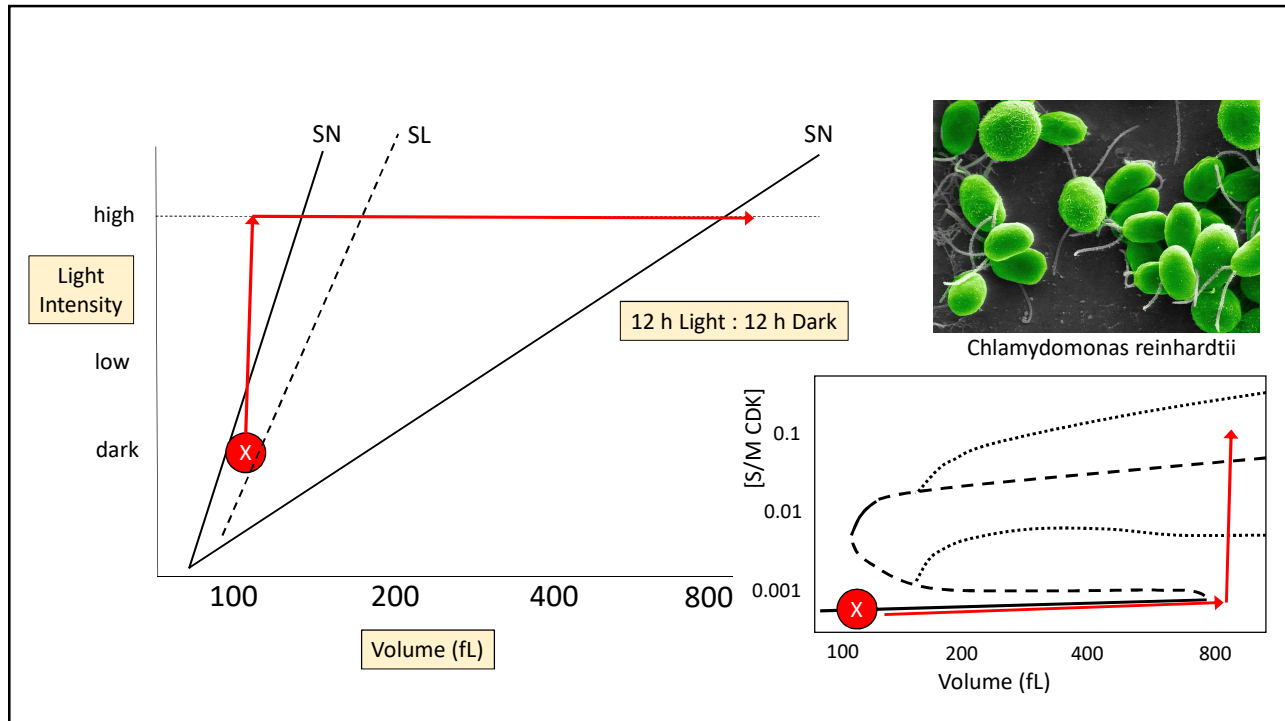 SN
SL
SN
high
Light
Intensity
low
dark
X
12 h Light : 12 h Dark
100
200
400
800
Volume (fL)
Chlamydomonas reinhardtii
[S/M CDK]
0.1
0.01
0.001
X
100
200
400
800
Volume (fL)